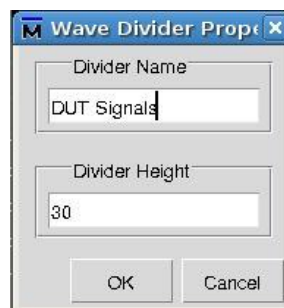 Wave Divider Prope
Divider Name
DUT Signals
Divider Height
30
OK
Cancel